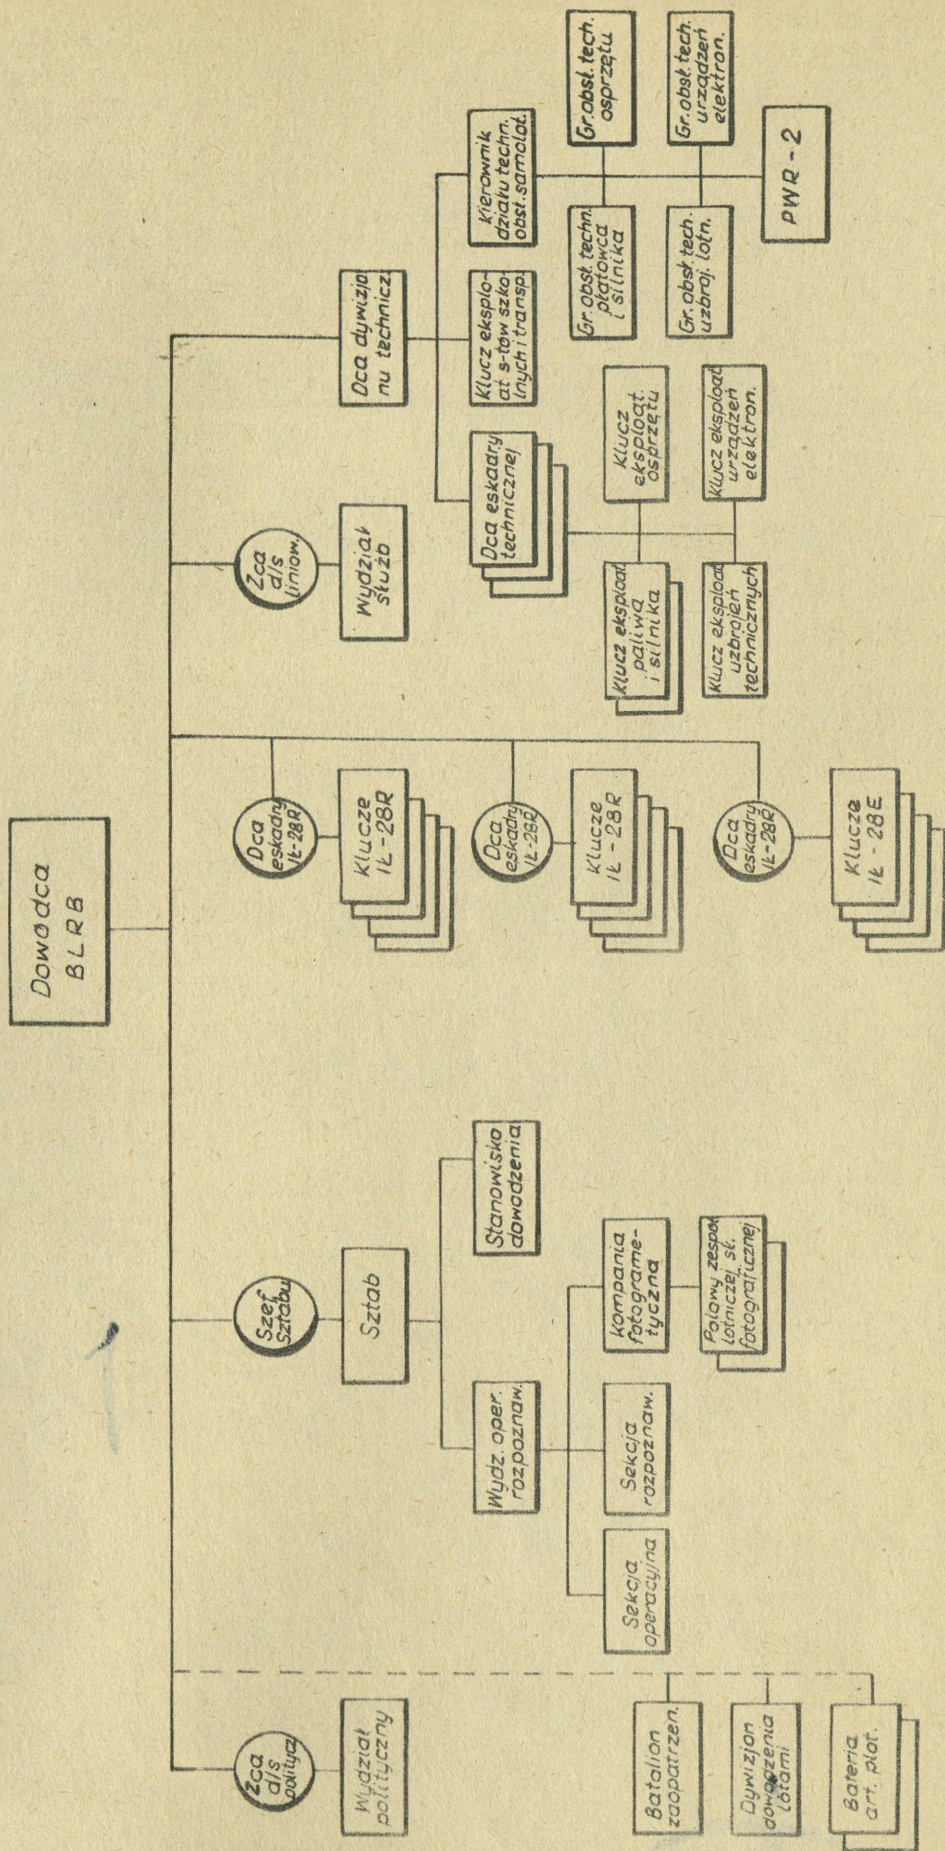 Dowodca
BLRB
Zca
d/s
politycz
Wydział
polityczny
Batalion
zaopatrzen.
Dywizjon
dowodzenia
lotami
Bateria
art. plot.
Szef
Sztabu
Sztab
Wydz. oper.
rozpoznaw.
Stanowisko
dowodzenia
Sekcja
operacyjna
Sekcja
rozpoznaw.
Kompania
fotograme-
tyczna
Polowy zespół
lotniczej sł.
fotograficznej
Dca
eskadry
IŁ-28R
Klucze
IŁ-28R
Dca
eskadry
IŁ-28R
Klucze
IŁ-28R
Dca
eskadry
IŁ-28R
Klucze
IŁ-28E
Zca
d/s
liniow.
Wydział
służb
Dca dywizjo
nu technicz.
Dca eskadry
technicznej
Klucz eksplo-
at s-tów szko-
lnych i transp.
Kierownik
działu techn.
obsł. samolot.
Klucz eksploat
paliwa
i silnika
Klucz
eksploat.
osprzętu
Klucz eksploat
uzbrojeń
technicznych
Klucz eksploat
urządzeń
elektron.
Gr. obsł. techn.
płatowca
i silnika
Gr. obsł. tech.
osprzętu
Gr. obsł. tech.
uzbroj. lotn.
Gr. obsł. tech.
urządzeń
elektron.
PWR-2